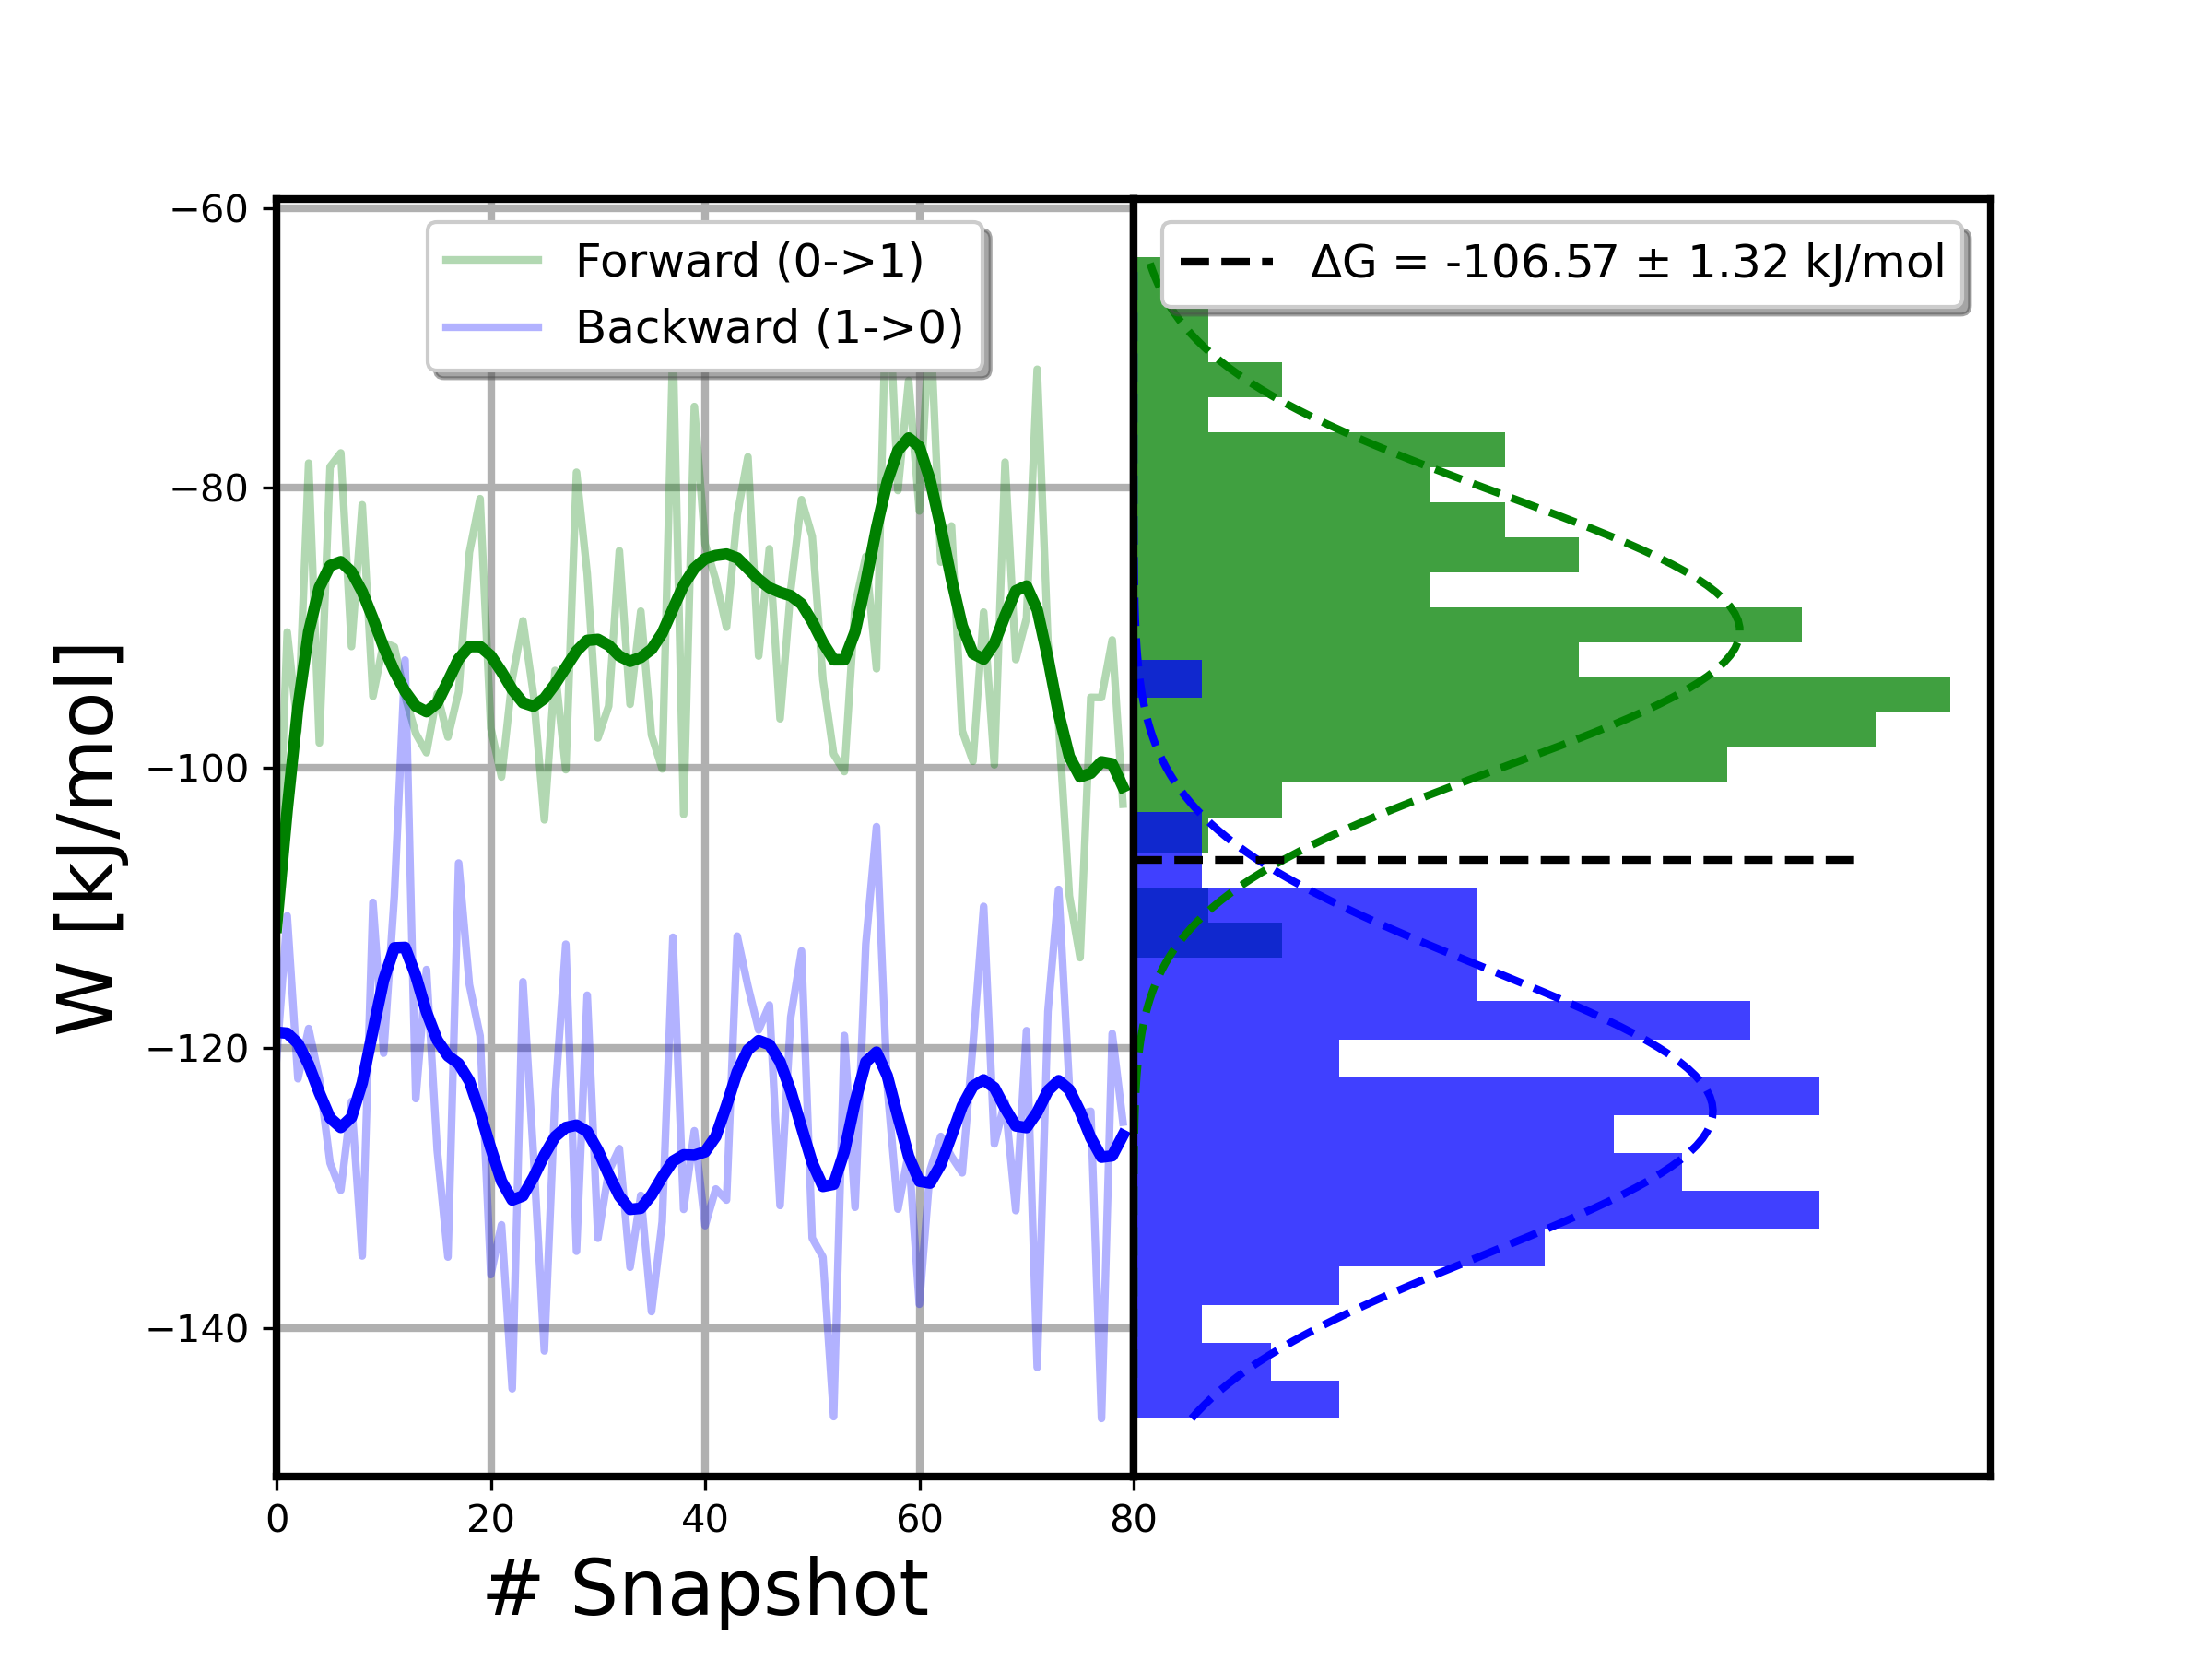 W [kJ/mol]
−60
−80
−100
−120
−140
Forward (0->1)
Backward (1->0)
ΔG = -106.57 ± 1.32 kJ/mol
0 20 40 60 80
# Snapshot